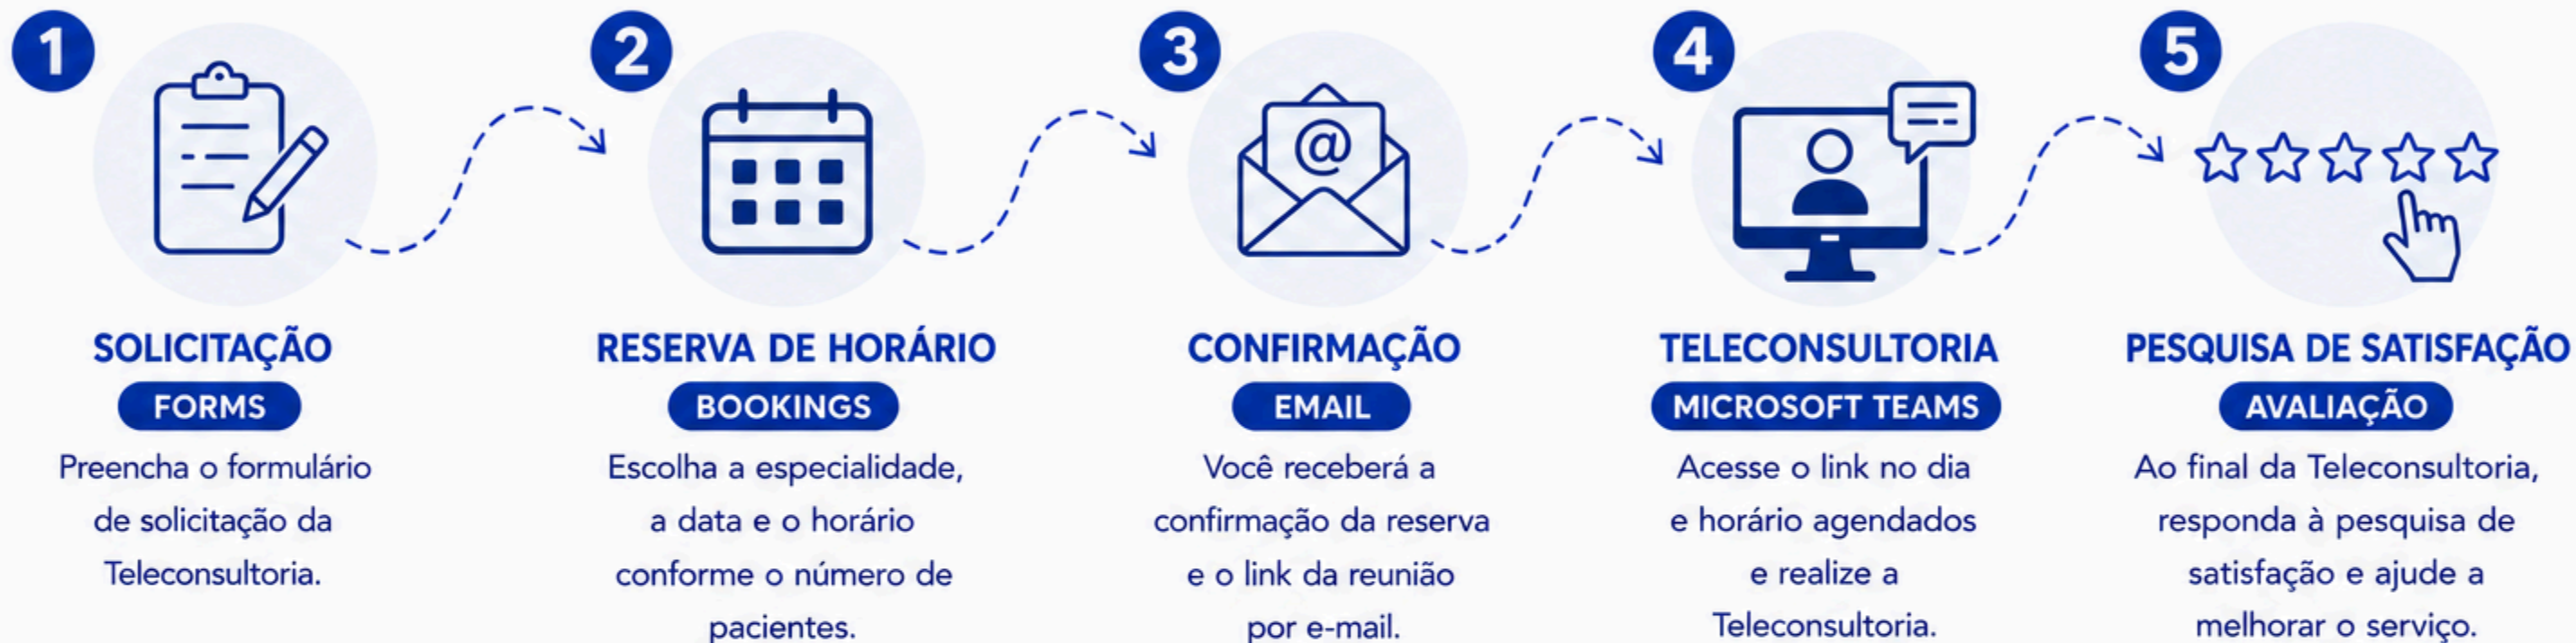 1
SOLICITAÇÃO
FORMS
Preencha o formulário
de solicitação da
Teleconsultoria.
2
RESERVA DE HORÁRIO
BOOKINGS
Escolha a especialidade,
a data e o horário
conforme o número de
pacientes.
3
@
CONFIRMAÇÃO
EMAIL
Você receberá a
confirmação da reserva
e o link da reunião
por e-mail.
4
TELECONSULTORIA
MICROSOFT TEAMS
Acesse o link no dia
e horário agendados
e realize a
Teleconsultoria.
5
PESQUISA DE SATISFAÇÃO
AVALIAÇÃO
Ao final da Teleconsultoria,
responda à pesquisa de
satisfação e ajude a
melhorar o serviço.